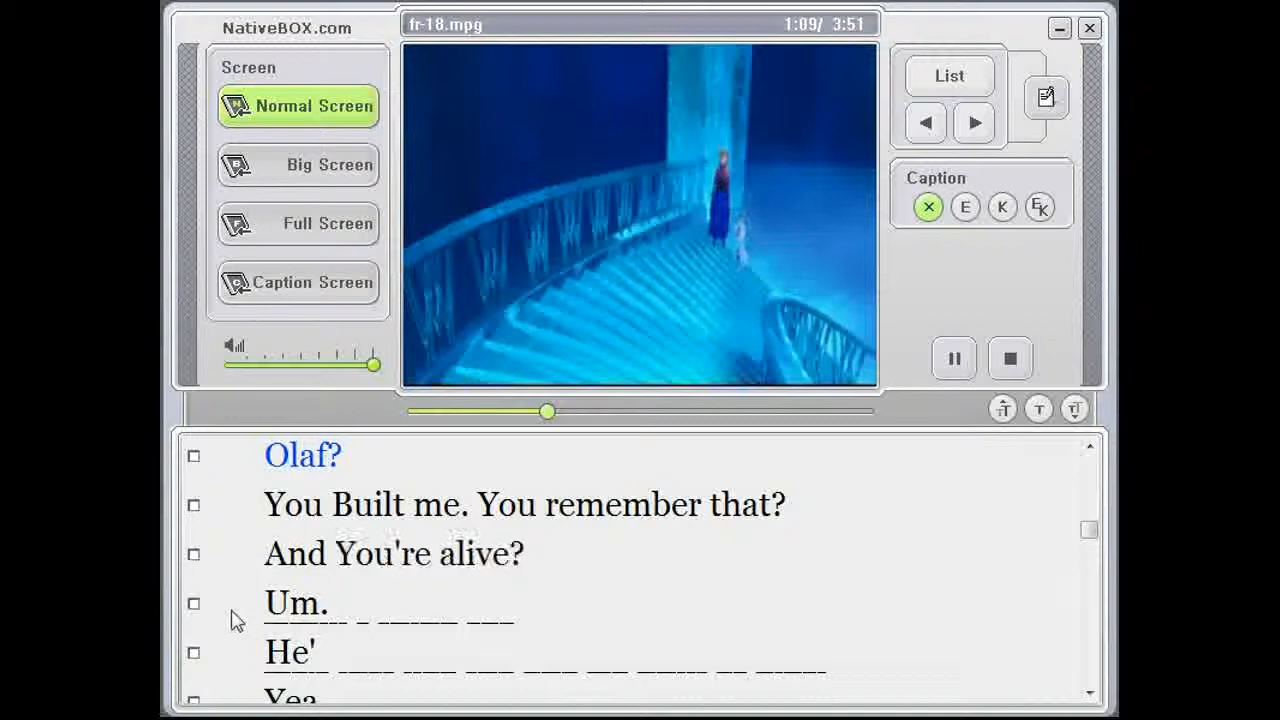 NativeBOX.com
fr-18.mpg 1:09/ 3:51
Screen
Normal Screen
Big Screen
Full Screen
Caption Screen
List
Caption
E K EK
T T T
Olaf?
You Built me. You remember that?
And You're alive?
Um.
He'
Yea